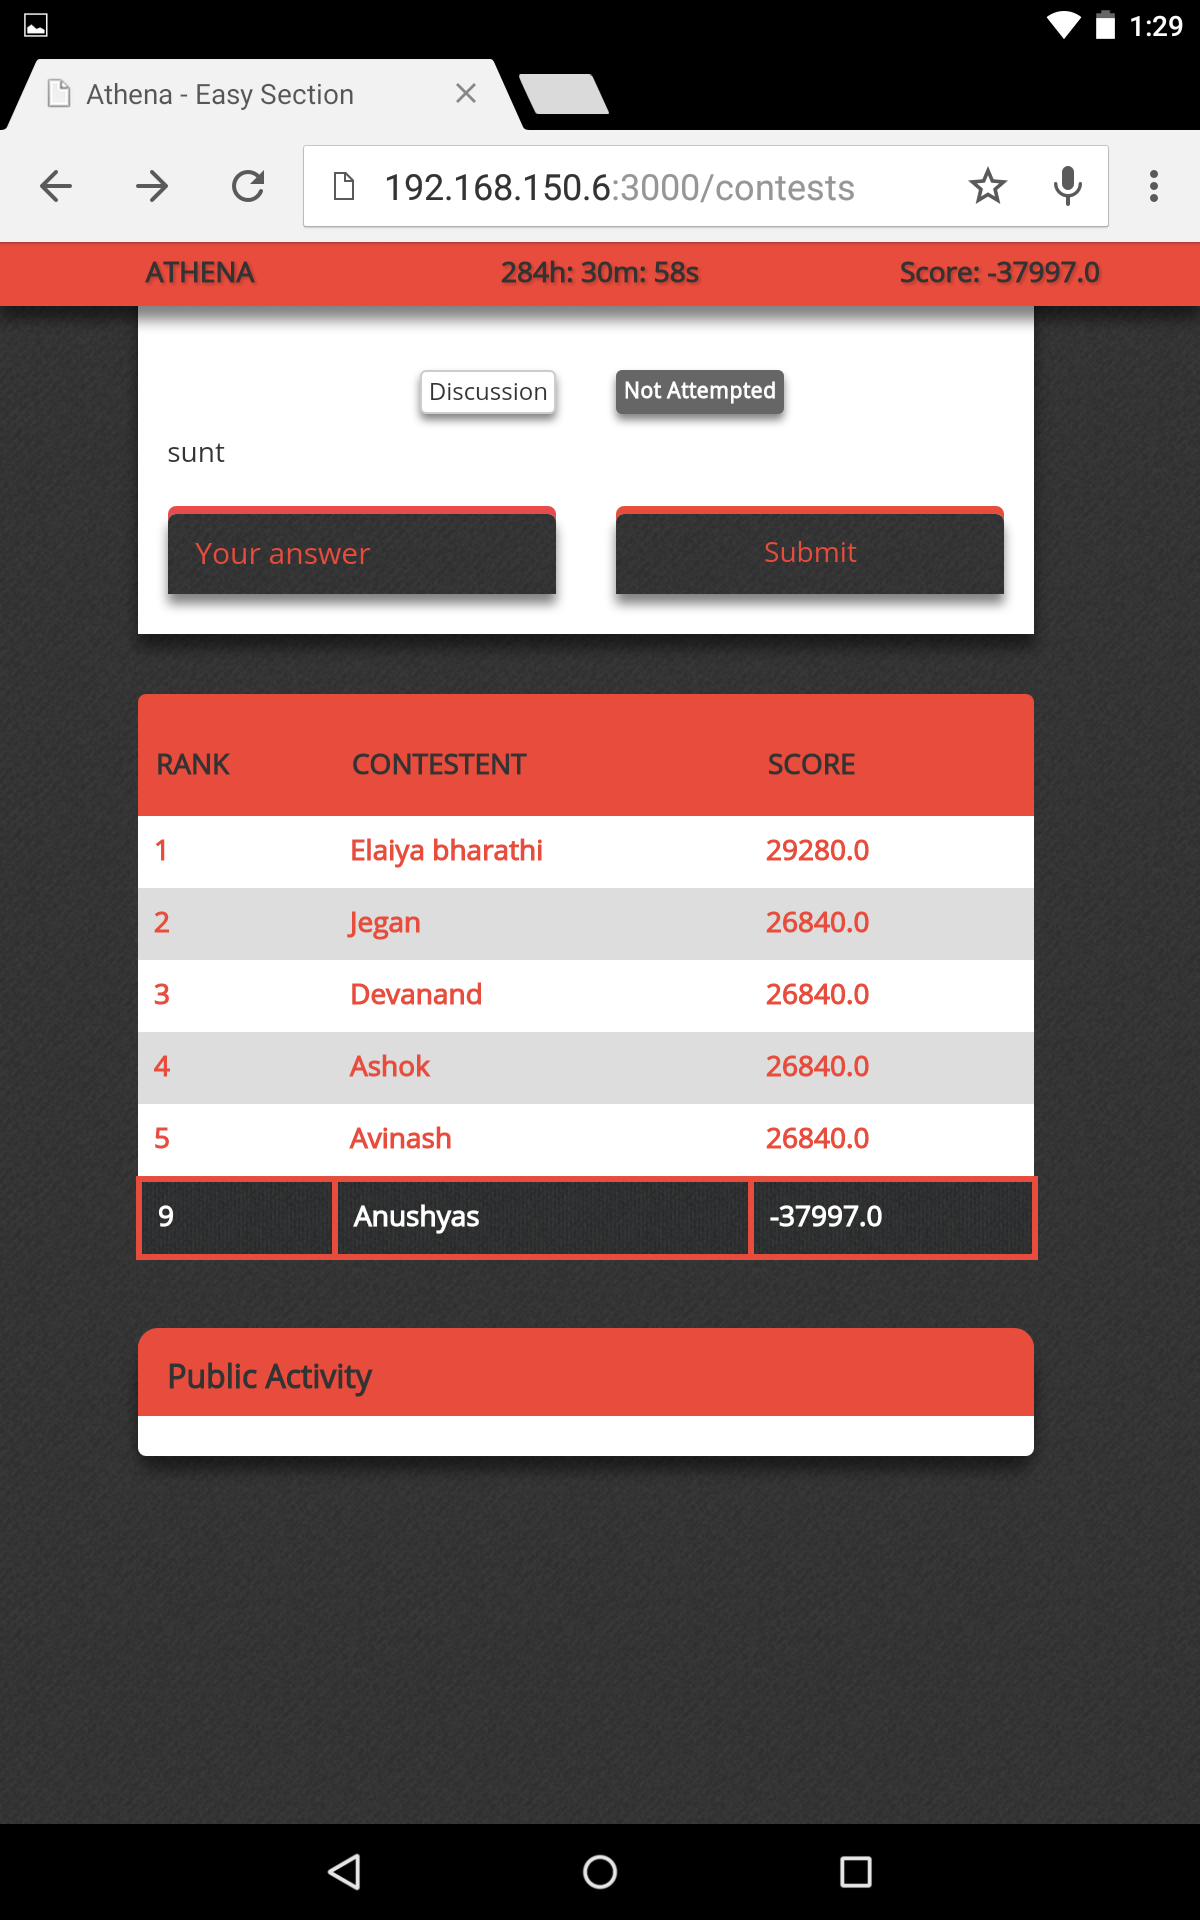 1:29
Athena - Easy Section
192.168.150.6:3000/contests
ATHENA 284h: 30m: 58s Score: -37997.0
Discussion Not Attempted
sunt
Your answer Submit
RANK CONTESTENT SCORE
1 Elaiya bharathi 29280.0
2 Jegan 26840.0
3 Devanand 26840.0
4 Ashok 26840.0
5 Avinash 26840.0
9 Anushyas -37997.0
Public Activity